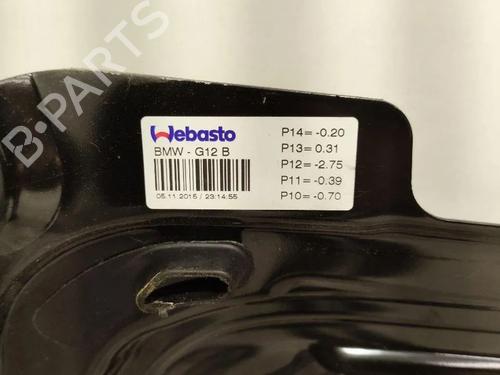 B-PARTS
Webasto
BMW - G12 B
05.11.2015 / 23:14:55
P14= -0.20
P13= 0.31
P12= -2.75
P11= -0.39
P10= -0.70